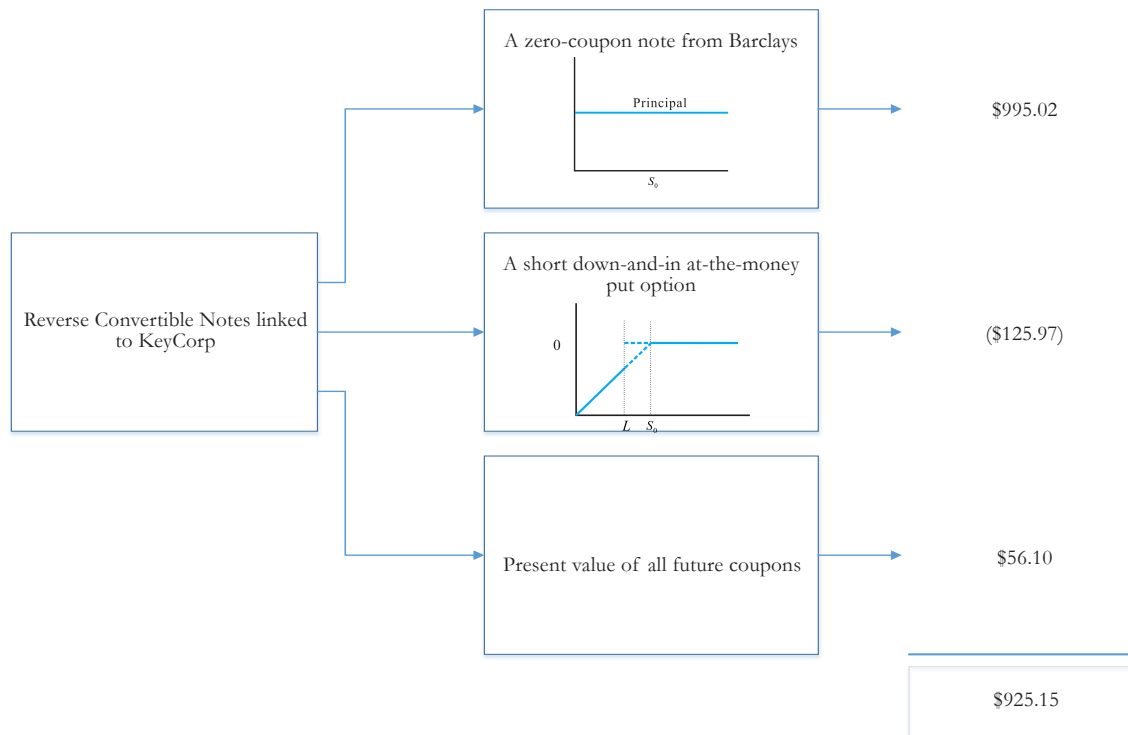 A zero-coupon note from Barclays
Principal
S₀
$995.02
Reverse Convertible Notes linked
to KeyCorp
A short down-and-in at-the-money
put option
0
L S₀
($125.97)
Present value of all future coupons
$56.10
$925.15